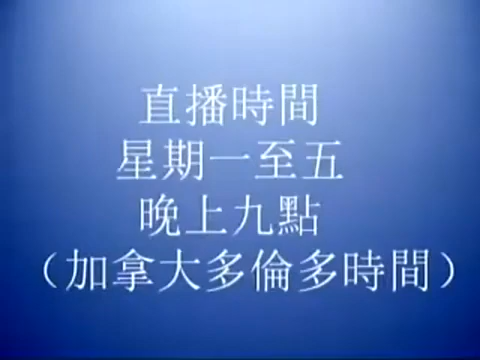 直播時間
星期一至五
晚上九點
（加拿大多倫多時間）